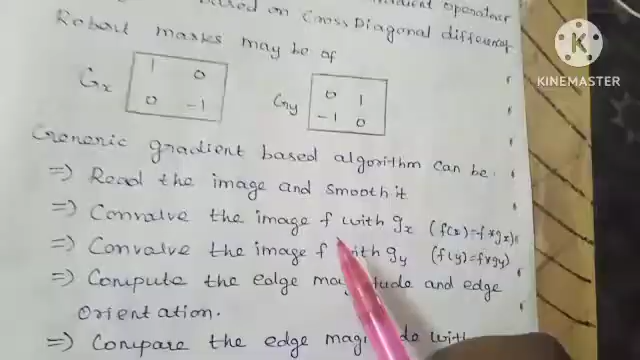 based on cross Diagonal difference
Robert masks may be of
Gx
1 0
0 -1
Gy
0 1
-1 0
KINEMASTER
Generic gradient based algorithm can be.
=) Read the image and smooth it
=) Convolve the image f with gx (f(x)=f*gx)
=) Convolve the image f with gy (f(y)=f*gy)
=) Compute the edge magnitude and edge
orientation.
=) Compare the edge with